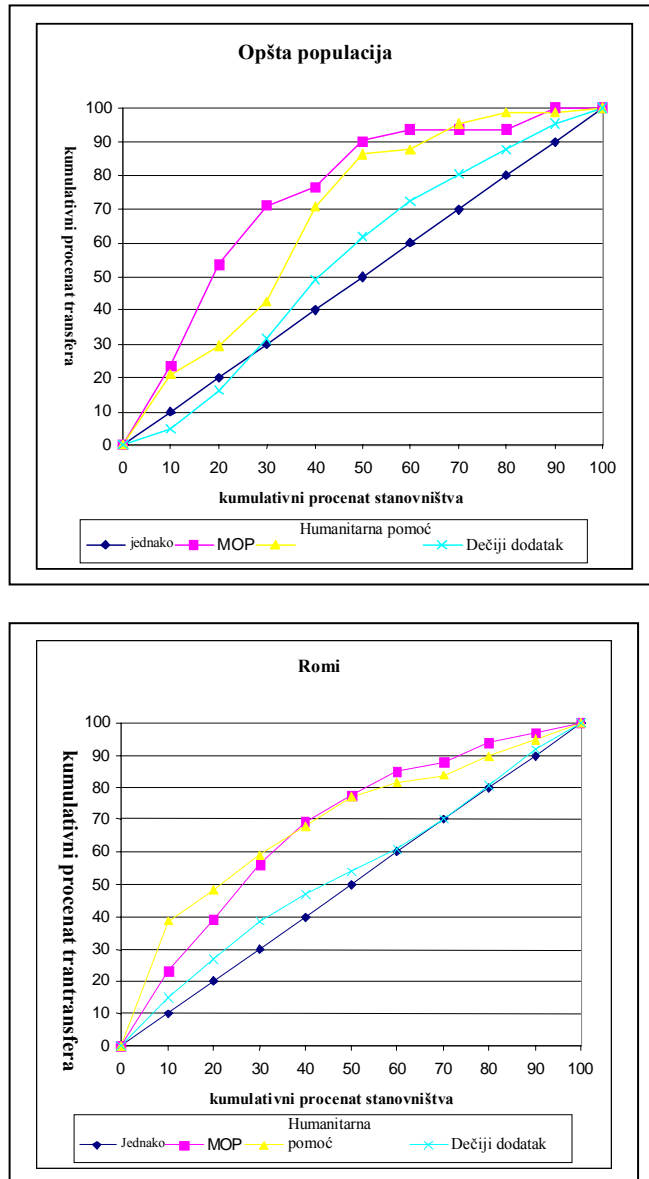 Opšta populacija
kumulativni procenat transfera
100
90
80
70
60
50
40
30
20
10
0
0 10 20 30 40 50 60 70 80 90 100
kumulativni procenat stanovništva
Humanitarna pomoć
jednako MOP Dečiji dodatak
Romi
kumulativni procenat trantransfera
100
90
80
70
60
50
40
30
20
10
0
0 10 20 30 40 50 60 70 80 90 100
kumulativni procenat stanovništva
Humanitarna
Jednako MOP pomoć Dečiji dodatak